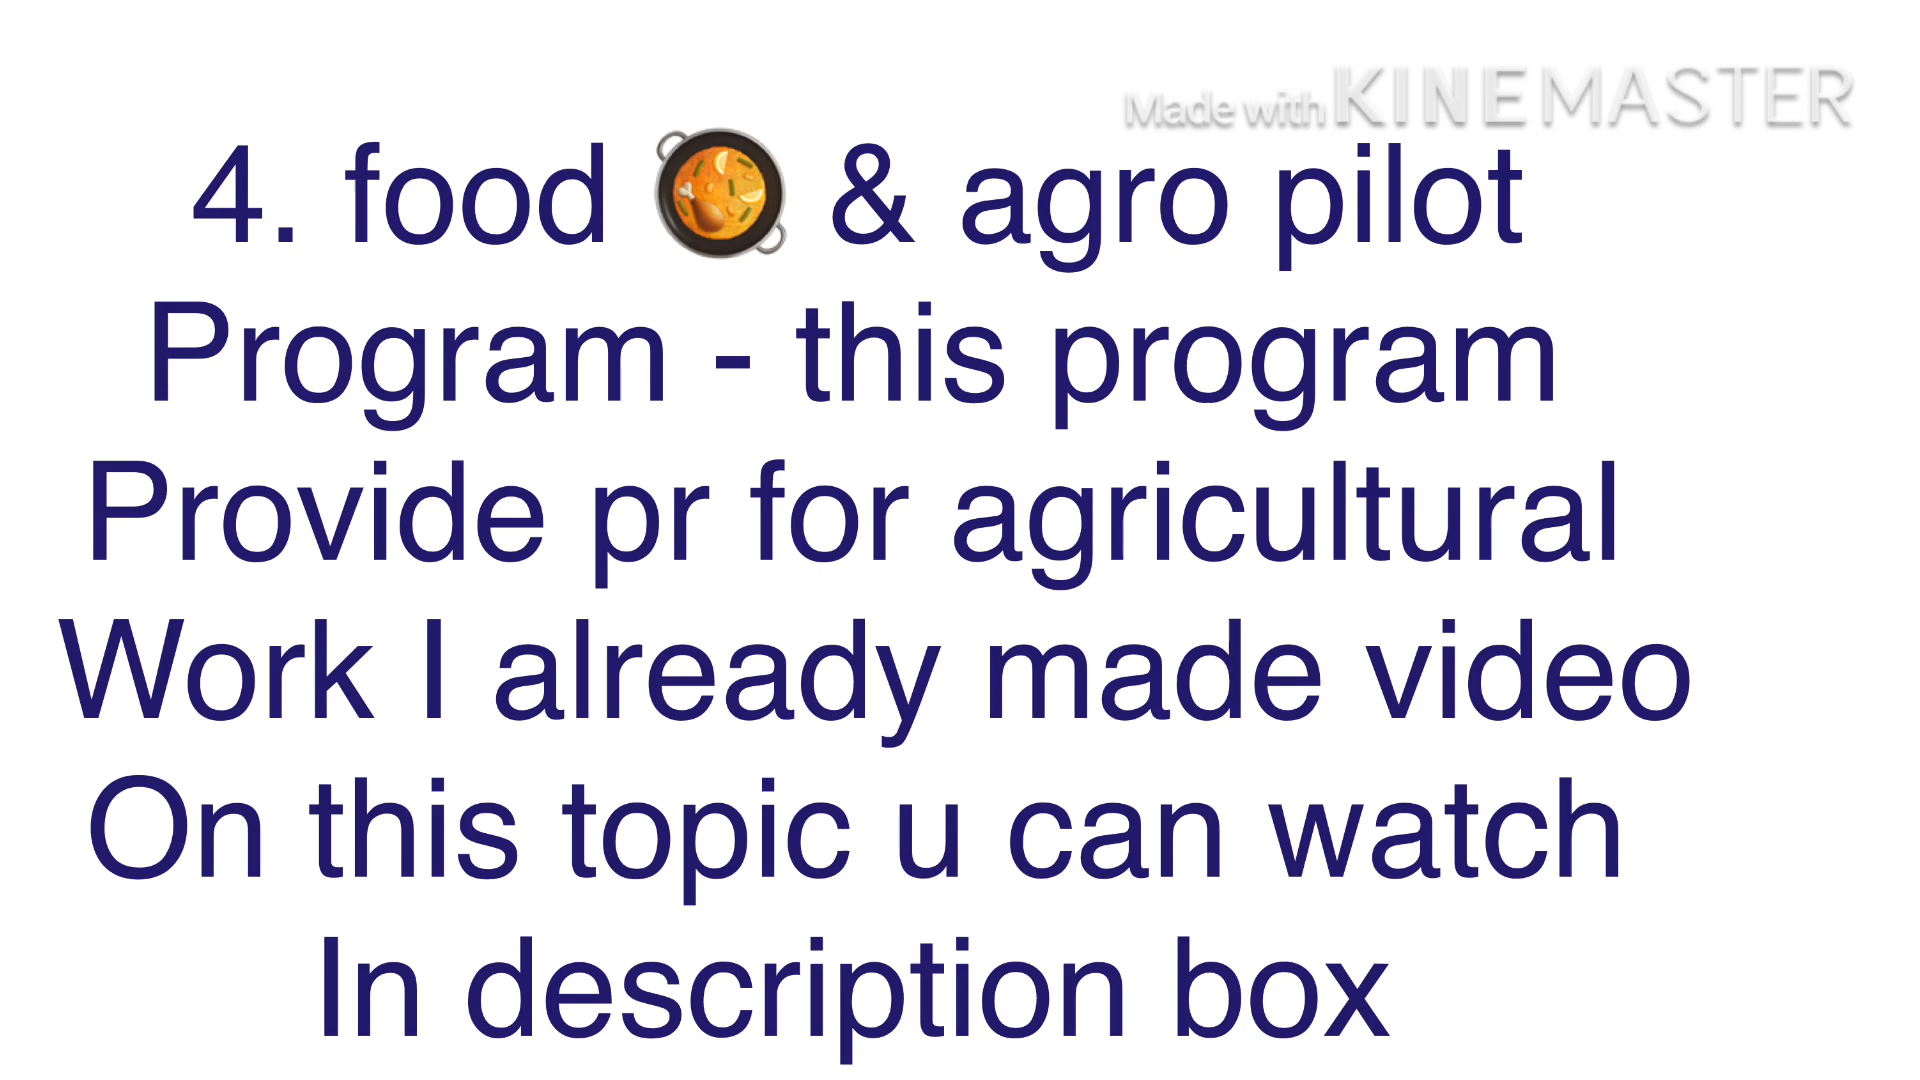 Made with KINEMASTER
4. food 🥘 & agro pilot
Program - this program
Provide pr for agricultural
Work I already made video
On this topic u can watch
In description box